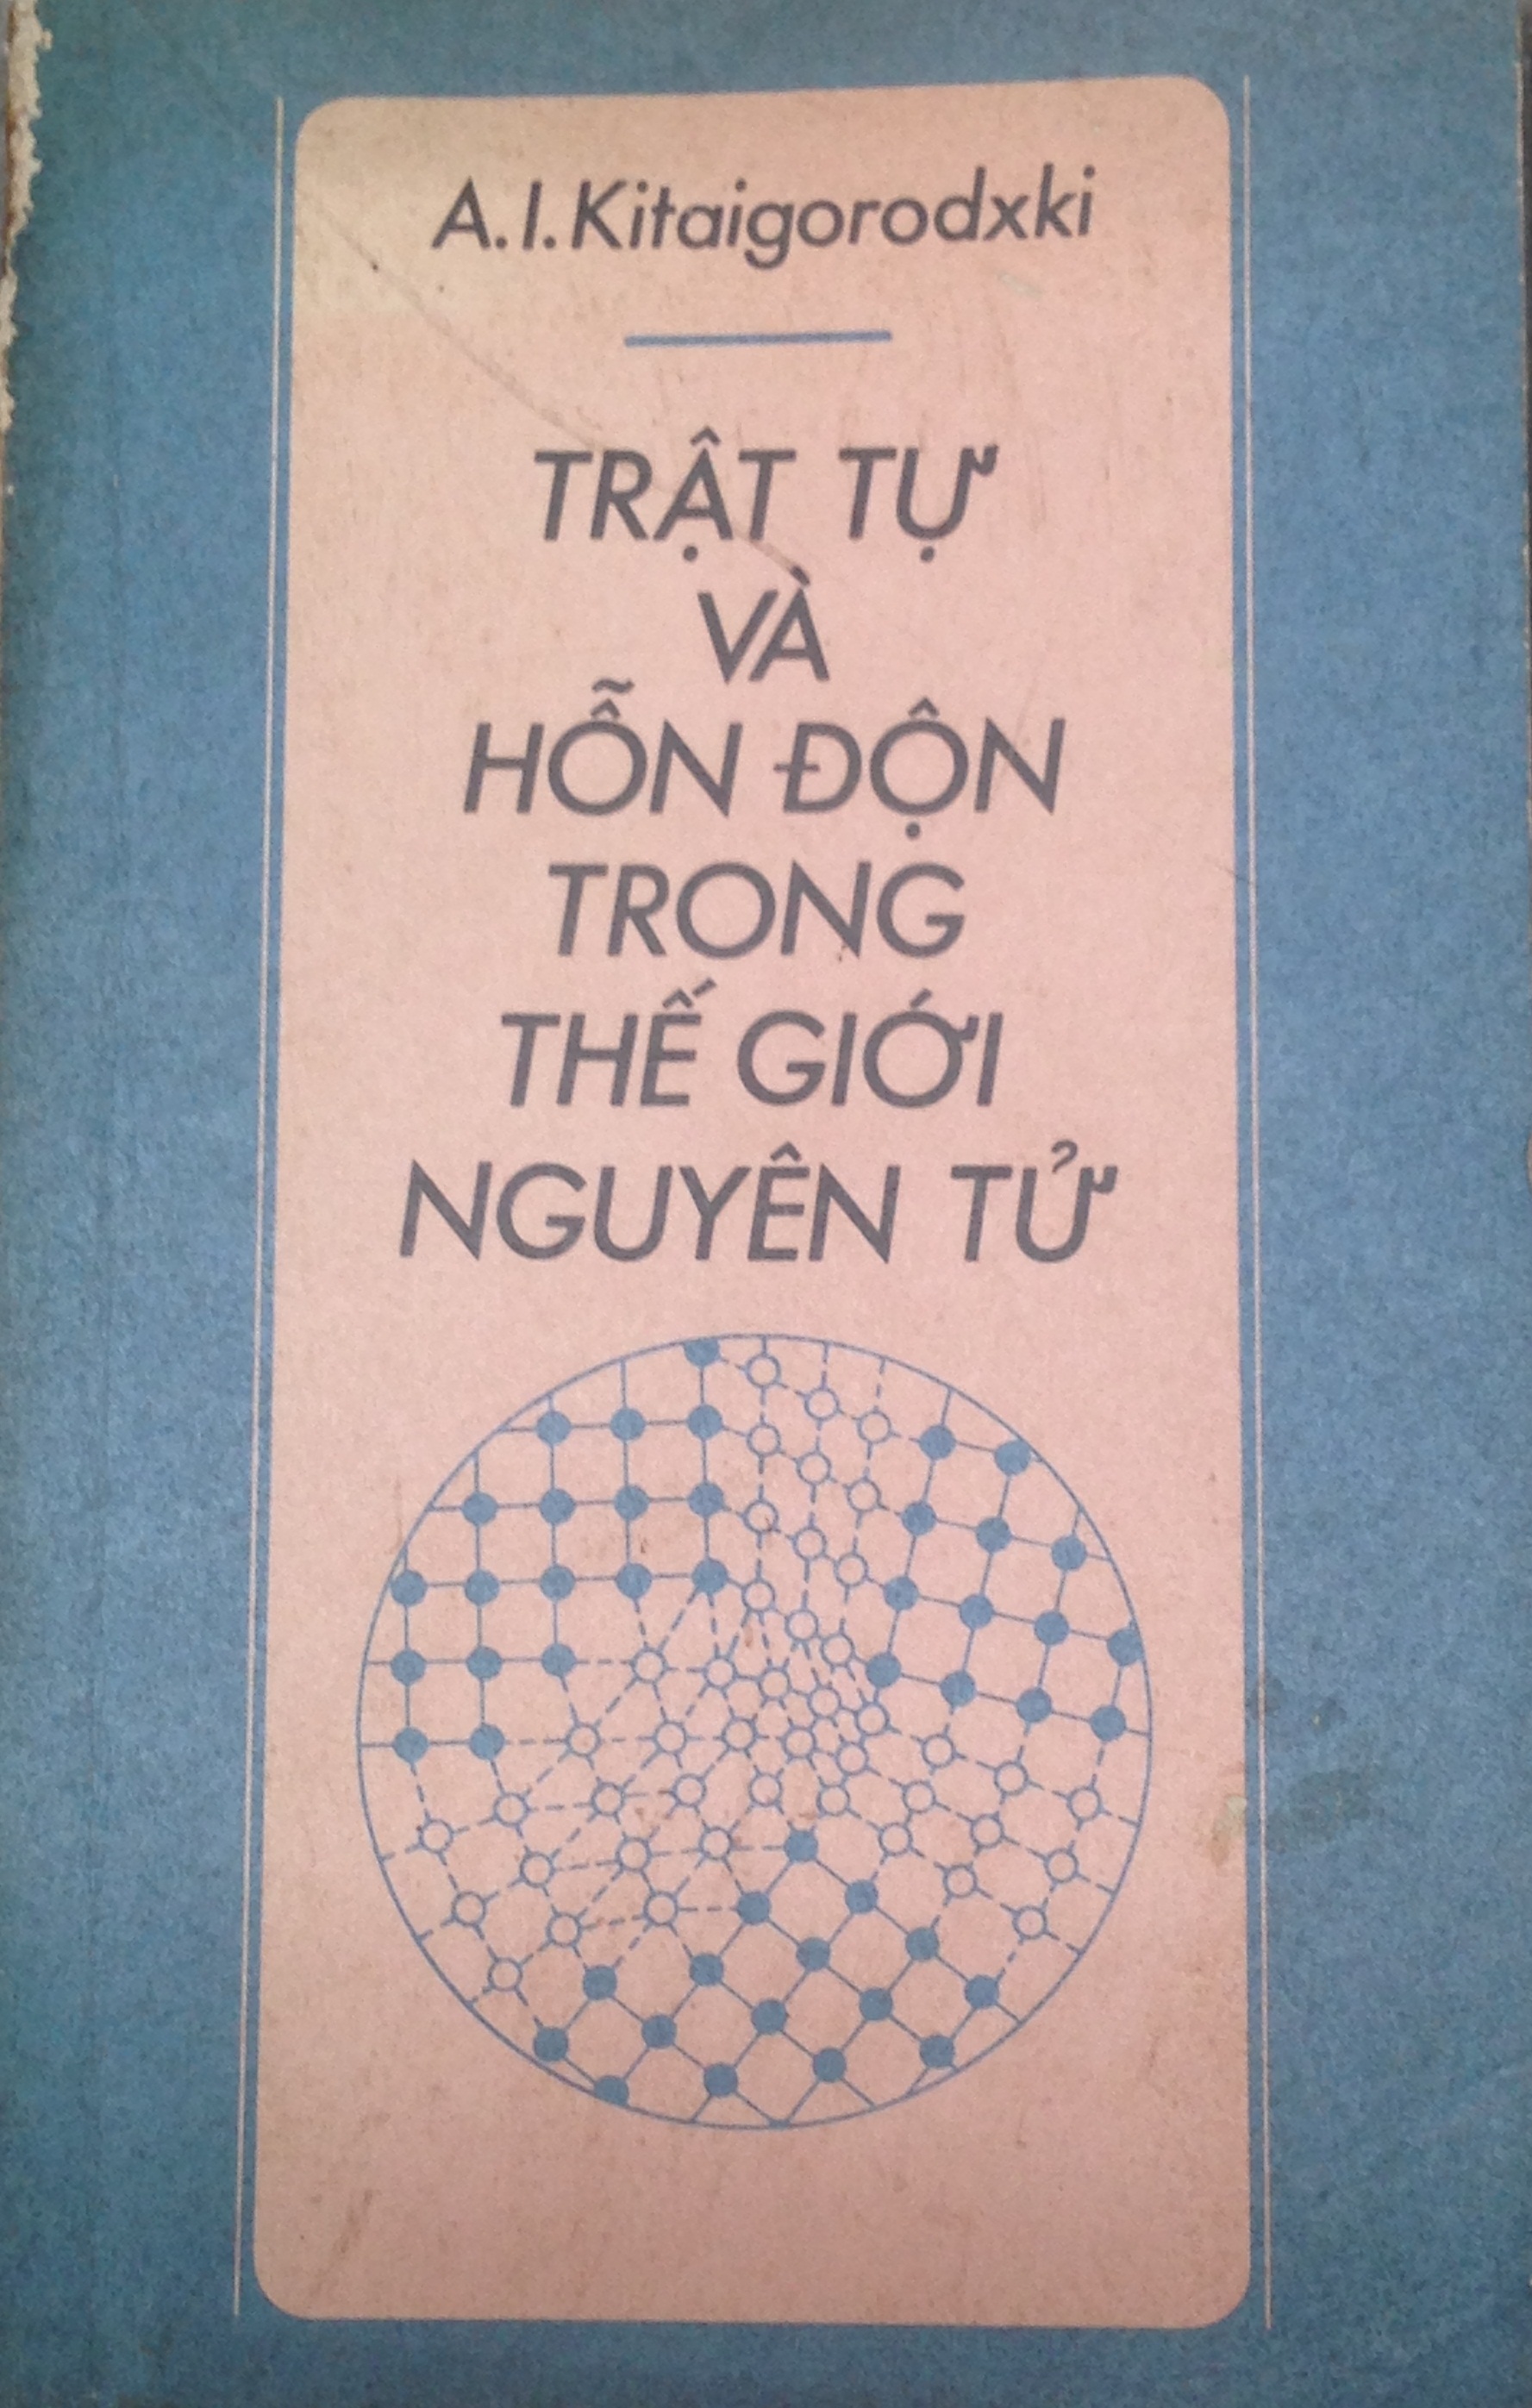 A.I.Kitaigorodxki
TRẬT TỰ
VÀ
HỖN ĐỘN
TRONG
THẾ GIỚI
NGUYÊN TỬ